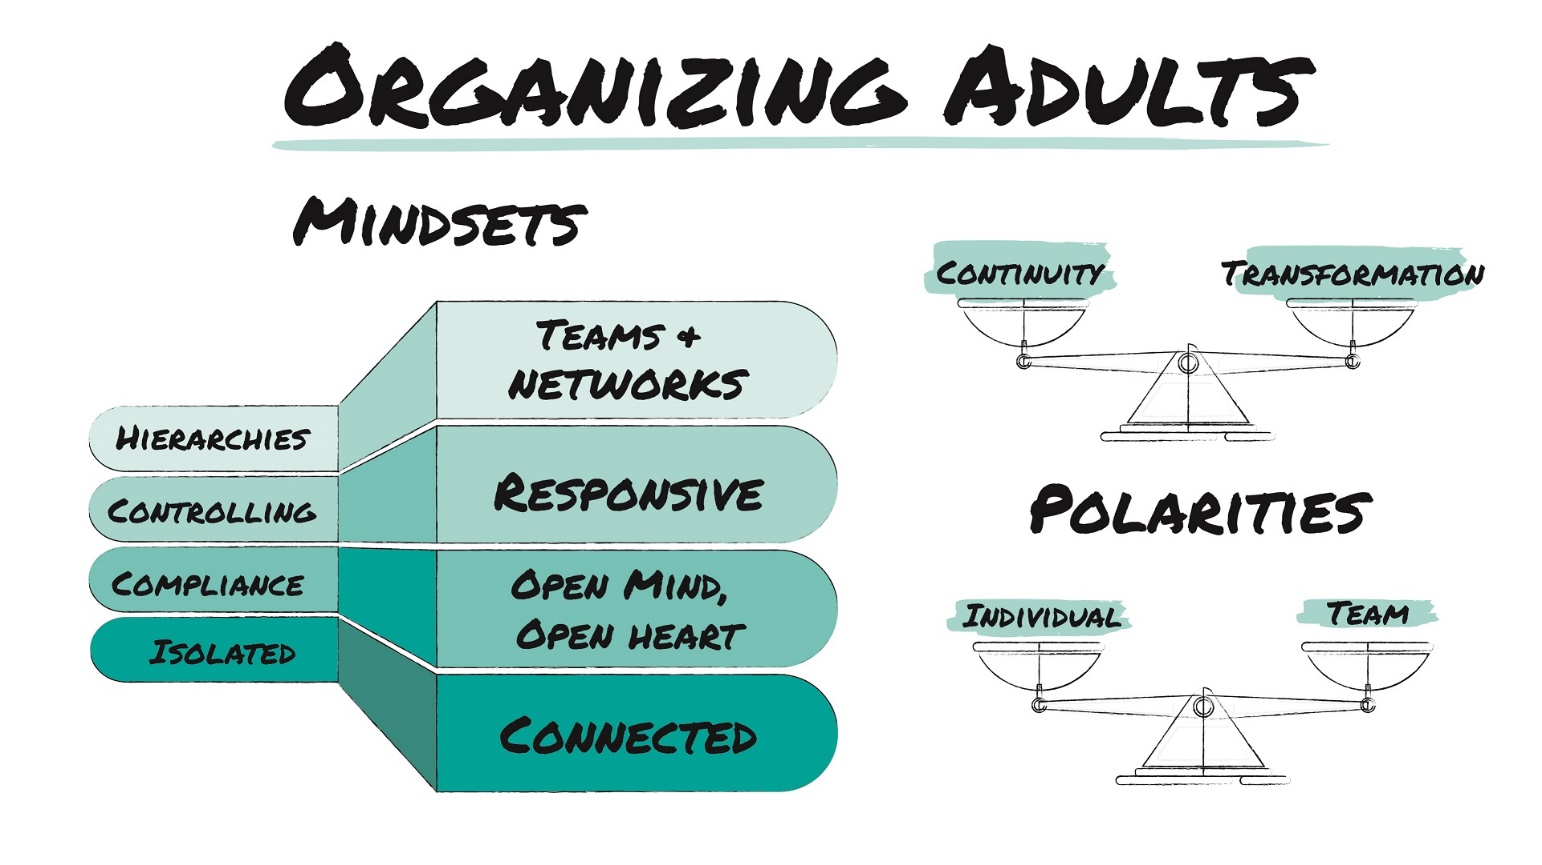 ORGANIZING ADULTS
MINDSETS
HIERARCHIES
CONTROLLING
COMPLIANCE
ISOLATED
TEAMS &
NETWORKS
RESPONSIVE
OPEN MIND,
OPEN HEART
CONNECTED
CONTINUITY
TRANSFORMATION
POLARITIES
INDIVIDUAL
TEAM